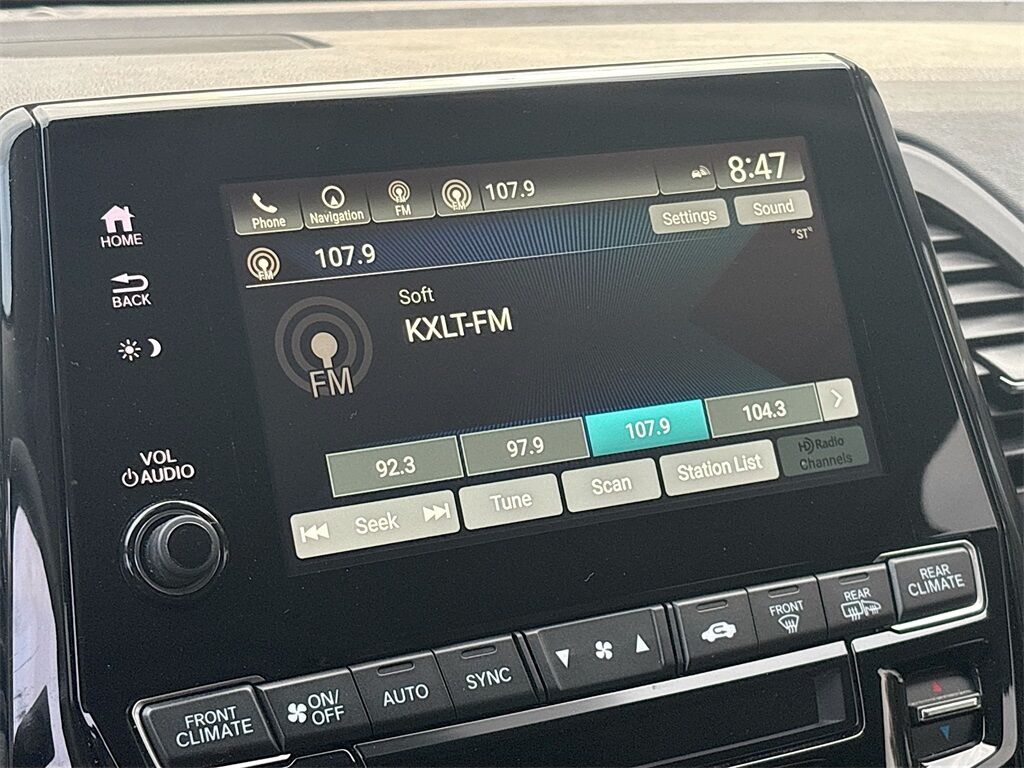 Phone
Navigation
FM
FM
107.9
8:47
FM
107.9
Settings
Sound
"ST"
Soft
KXLT-FM
FM
92.3
97.9
107.9
104.3
Seek
Tune
Scan
Station List
HD Radio
Channels
HOME
BACK
VOL
AUDIO
FRONT
CLIMATE
ON/
OFF
AUTO
SYNC
FRONT
REAR
REAR
CLIMATE